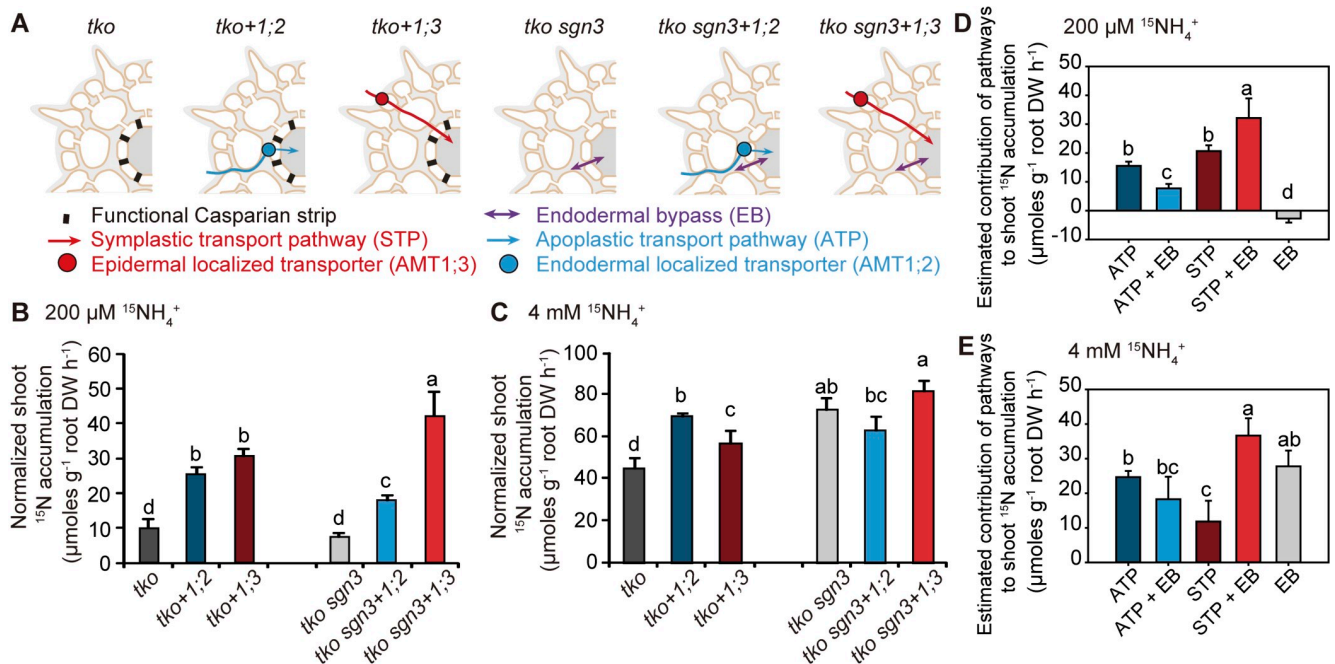 A
tko
tko+1;2
tko+1;3
tko sgn3
tko sgn3+1;2
tko sgn3+1;3
Functional Casparian strip
Symplastic transport pathway (STP)
Epidermal localized transporter (AMT1;3)
Endodermal bypass (EB)
Apoplastic transport pathway (ATP)
Endodermal localized transporter (AMT1;2)
B 200 µM ¹⁵NH₄⁺
Normalized shoot
¹⁵N accumulation
(µmoles g⁻¹ root DW h⁻¹)
60
50
40
30
20
10
0
d
b
b
d
c
a
tko
tko+1;2
tko+1;3
tko sgn3
tko sgn3+1;2
tko sgn3+1;3
C 4 mM ¹⁵NH₄⁺
Normalized shoot
¹⁵N accumulation
(µmoles g⁻¹ root DW h⁻¹)
100
80
60
40
20
0
d
b
c
ab
bc
a
tko
tko+1;2
tko+1;3
tko sgn3
tko sgn3+1;2
tko sgn3+1;3
D 200 µM ¹⁵NH₄⁺
Estimated contribution of pathways
to shoot ¹⁵N accumulation
(µmoles g⁻¹ root DW h⁻¹)
50
40
30
20
10
0
-10
b
c
b
a
d
ATP
ATP + EB
STP
STP + EB
EB
E 4 mM ¹⁵NH₄⁺
Estimated contribution of pathways
to shoot ¹⁵N accumulation
(µmoles g⁻¹ root DW h⁻¹)
50
40
30
20
10
0
b
bc
c
a
ab
ATP
ATP + EB
STP
STP + EB
EB